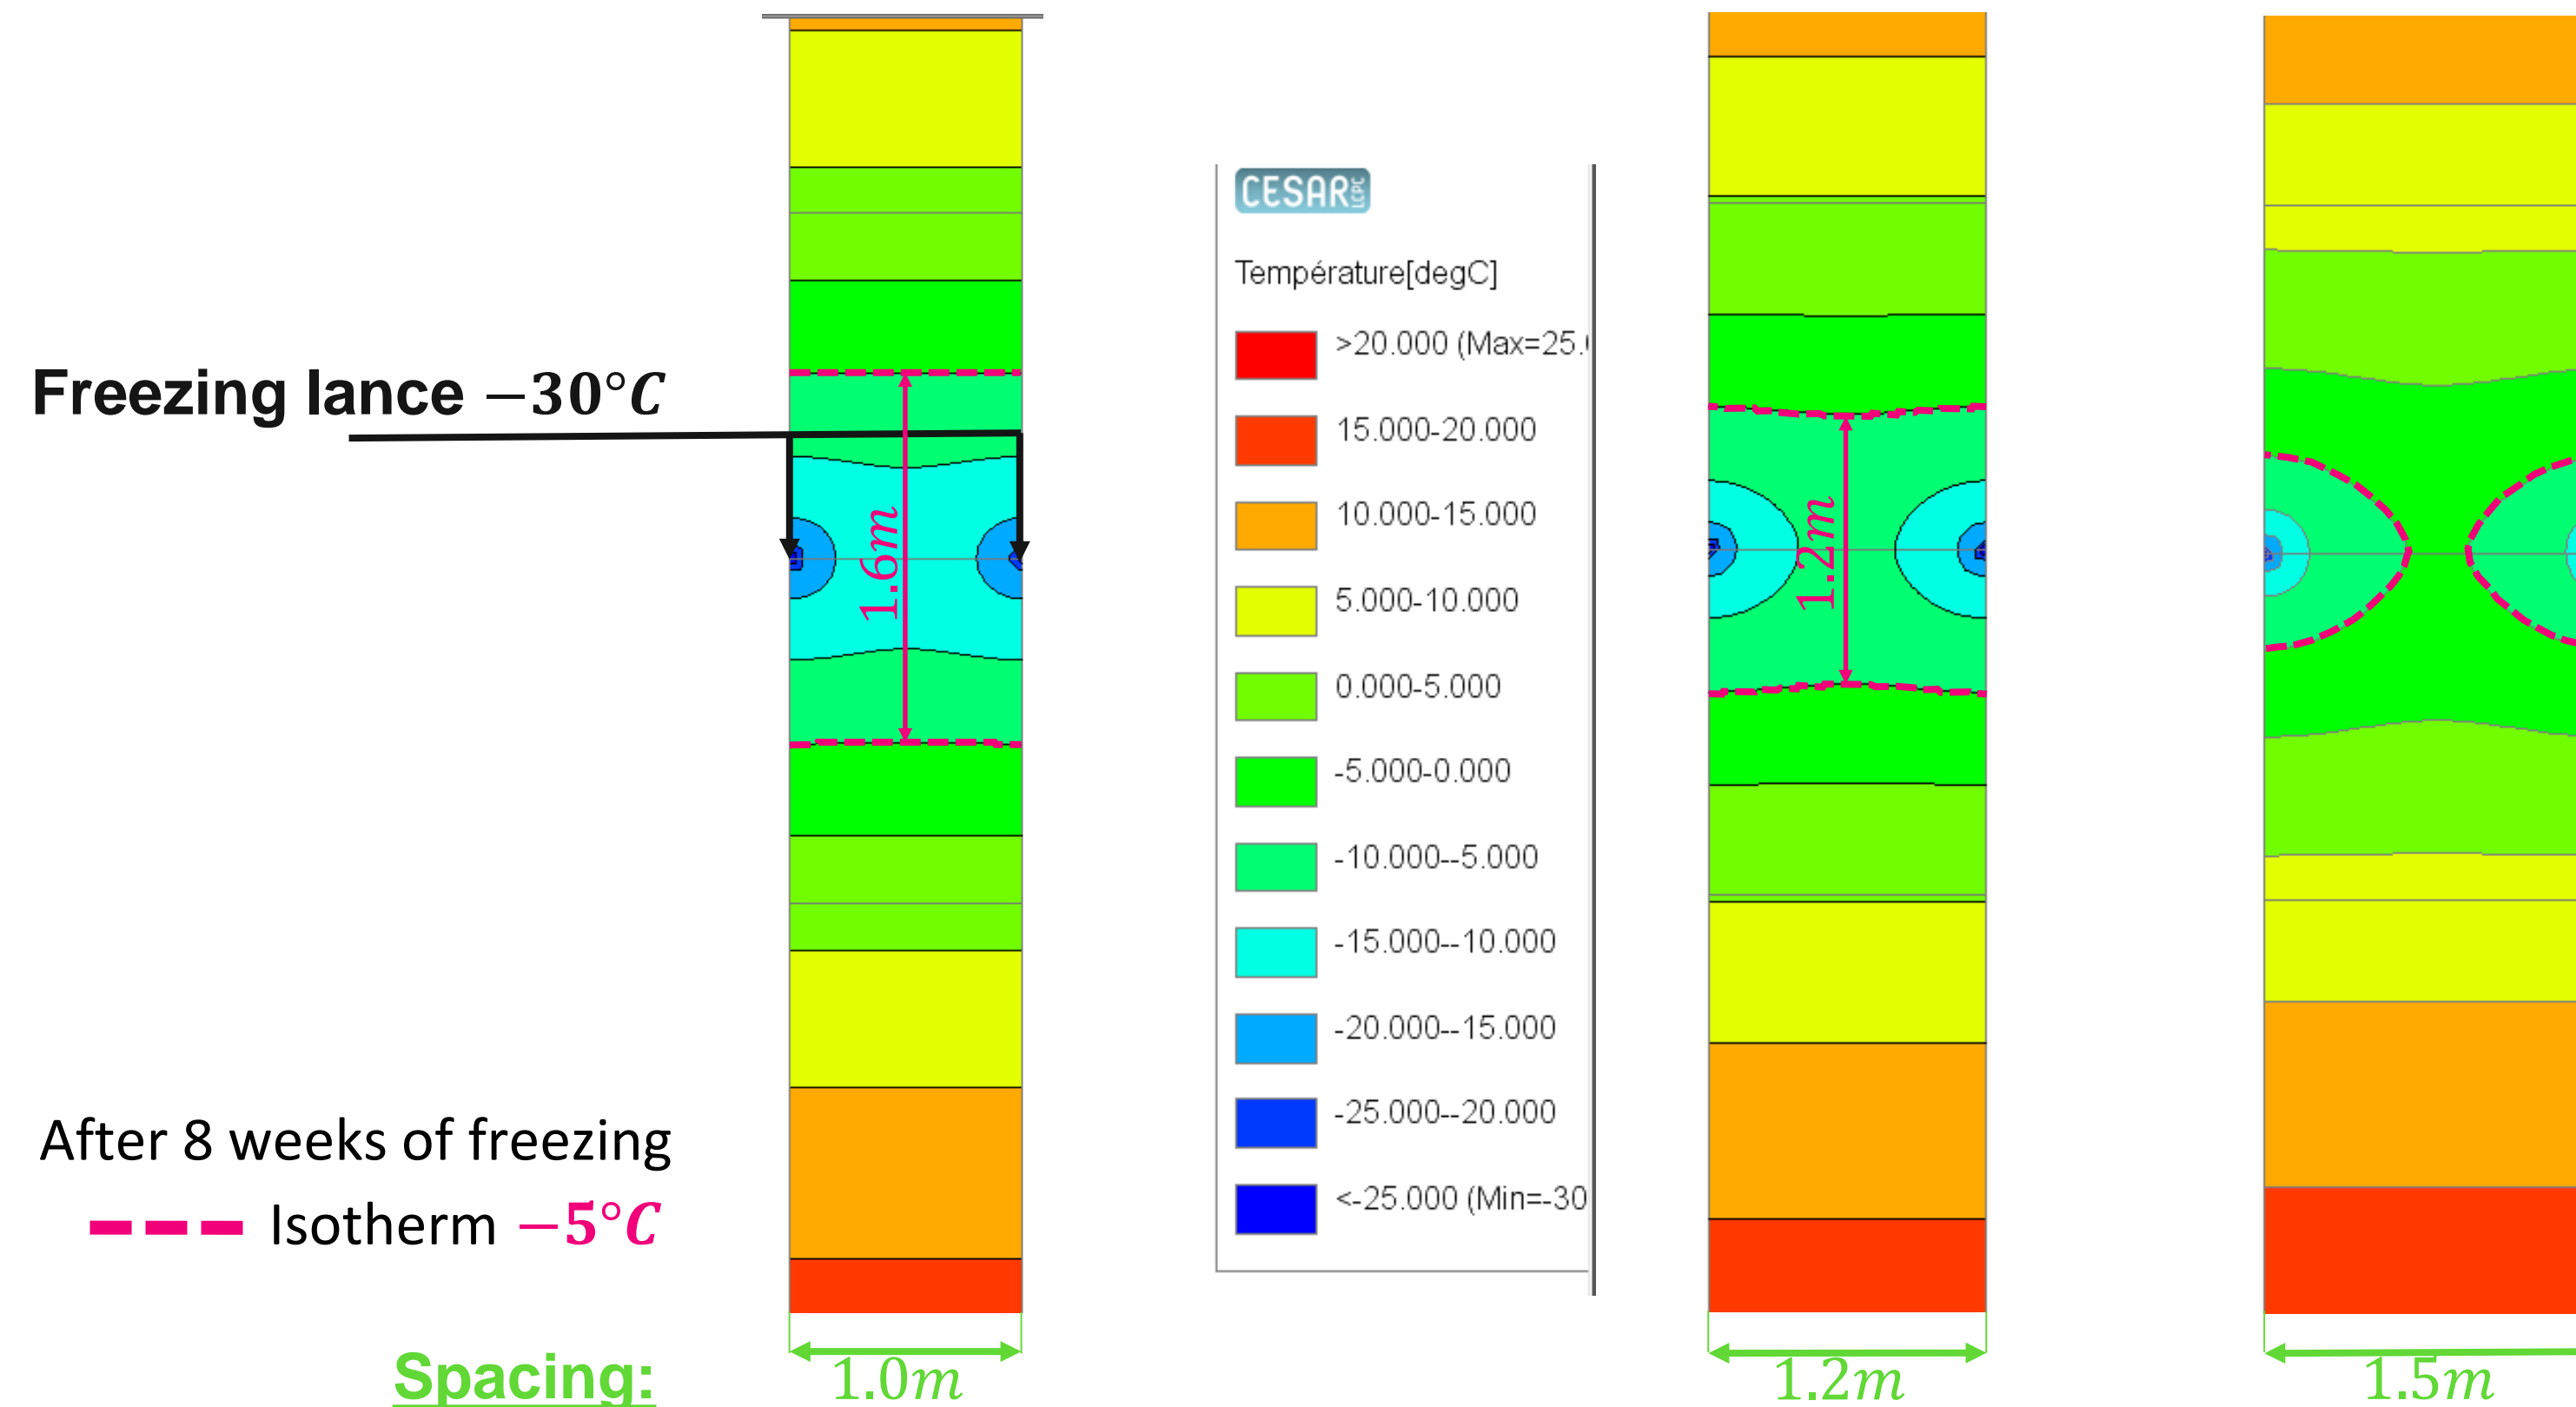 Freezing lance −30°C
After 8 weeks of freezing
Isotherm −5°C
Spacing:
1.6m
1.0m
CESAR LCPC
Température[degC]
>20.000 (Max=25.
15.000-20.000
10.000-15.000
5.000-10.000
0.000-5.000
-5.000-0.000
-10.000--5.000
-15.000--10.000
-20.000--15.000
-25.000--20.000
<-25.000 (Min=-30
1.2m
1.2m
1.5m